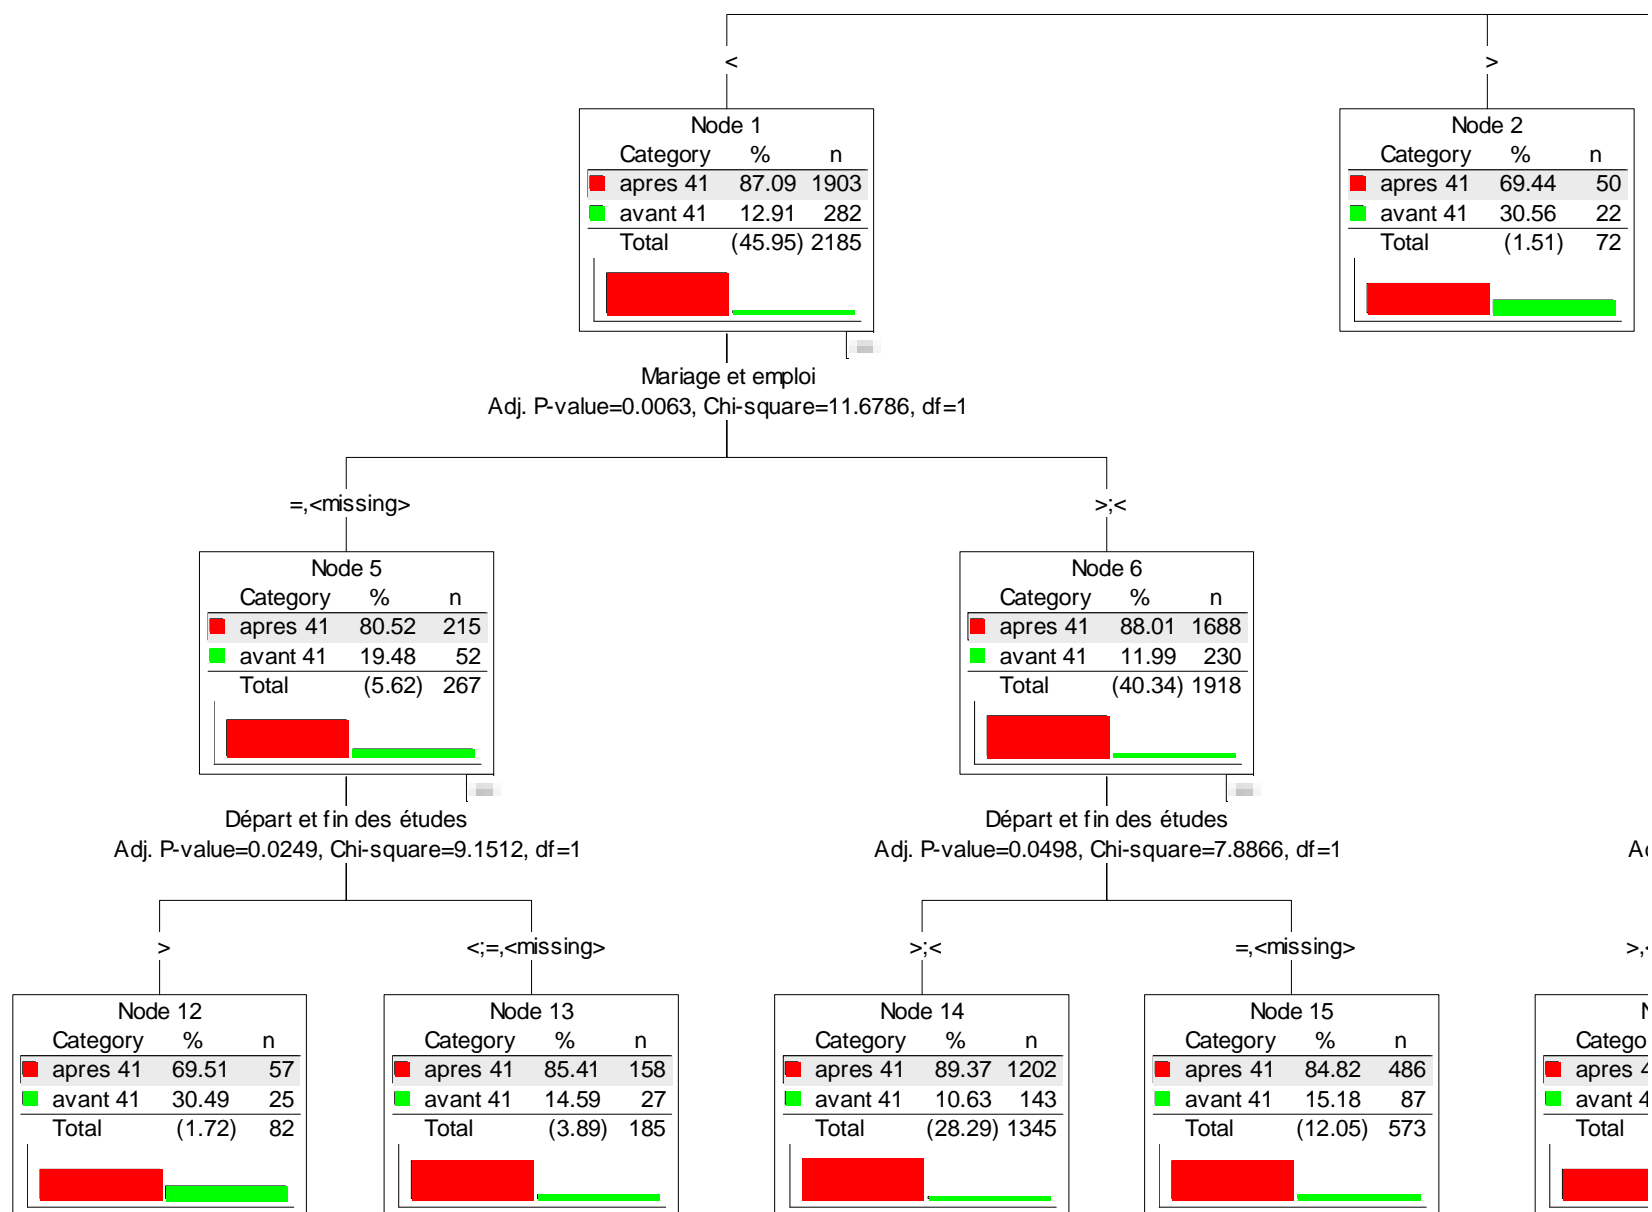 < >
Node 1
Category % n
apres 41 87.09 1903
avant 41 12.91 282
Total (45.95) 2185
Node 2
Category % n
apres 41 69.44 50
avant 41 30.56 22
Total (1.51) 72
Mariage et emploi
Adj. P-value=0.0063, Chi-square=11.6786, df=1
=,<missing> >;<
Node 5
Category % n
apres 41 80.52 215
avant 41 19.48 52
Total (5.62) 267
Node 6
Category % n
apres 41 88.01 1688
avant 41 11.99 230
Total (40.34) 1918
Départ et fin des études
Adj. P-value=0.0249, Chi-square=9.1512, df=1
Départ et fin des études
Adj. P-value=0.0498, Chi-square=7.8866, df=1
> <;=,<missing> >;< =,<missing>
Node 12
Category % n
apres 41 69.51 57
avant 41 30.49 25
Total (1.72) 82
Node 13
Category % n
apres 41 85.41 158
avant 41 14.59 27
Total (3.89) 185
Node 14
Category % n
apres 41 89.37 1202
avant 41 10.63 143
Total (28.29) 1345
Node 15
Category % n
apres 41 84.82 486
avant 41 15.18 87
Total (12.05) 573
apres
avant
Total